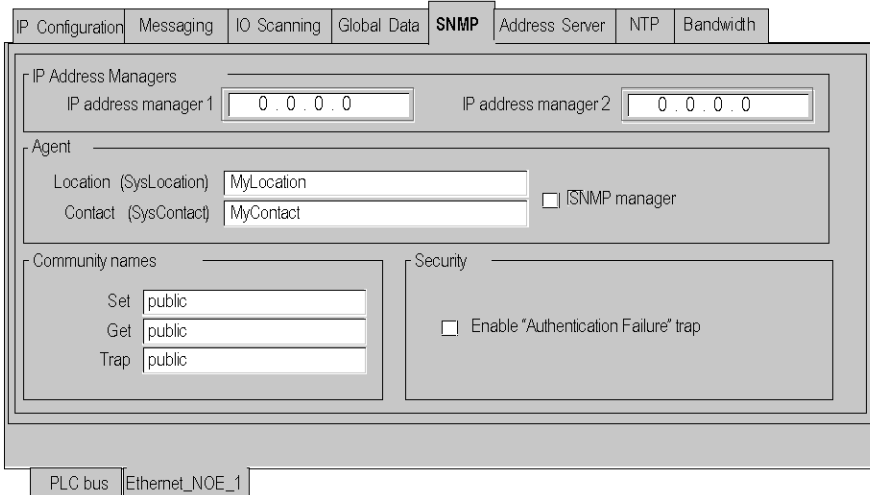 IP Configuration Messaging IO Scanning Global Data SNMP Address Server NTP Bandwidth
IP Address Managers
IP address manager 1 0 . 0 . 0 . 0 IP address manager 2 0 . 0 . 0 . 0
Agent
Location (SysLocation) MyLocation
SNMP manager
Contact (SysContact) MyContact
Community names
Set public
Get public
Trap public
Security
Enable “Authentication Failure” trap
PLC bus Ethernet_NOE_1